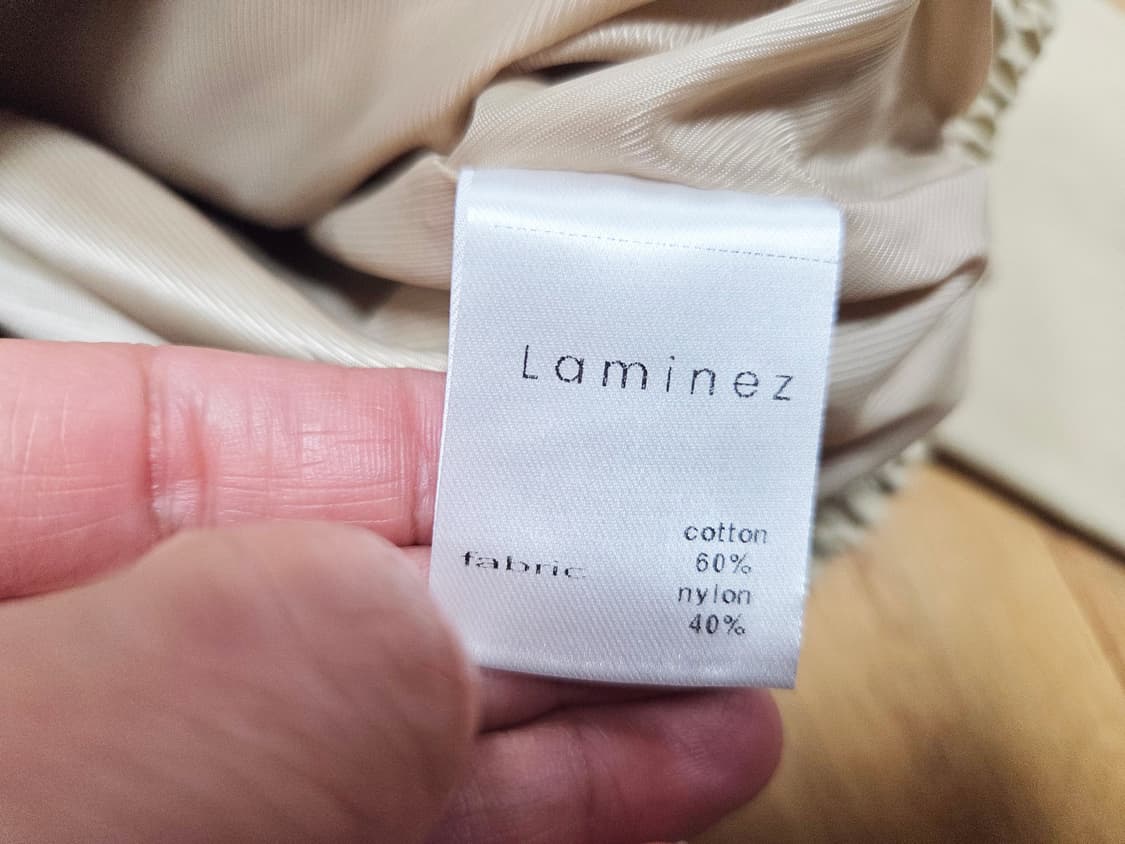 Laminez
cotton
60%
fabric
nylon
40%